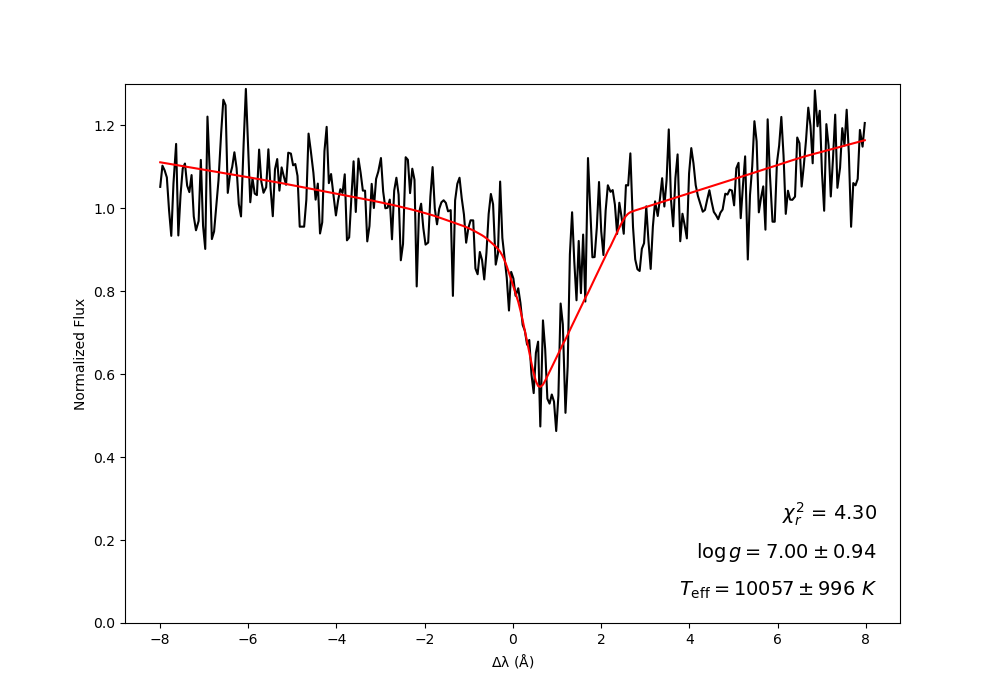 1.2
1.0
0.8
0.6
0.4
0.2
0.0
Normalized Flux
χ²ᵣ = 4.30
log g = 7.00 ± 0.94
T_eff = 10057 ± 996 K
−8 −6 −4 −2 0 2 4 6 8
Δλ (Å)